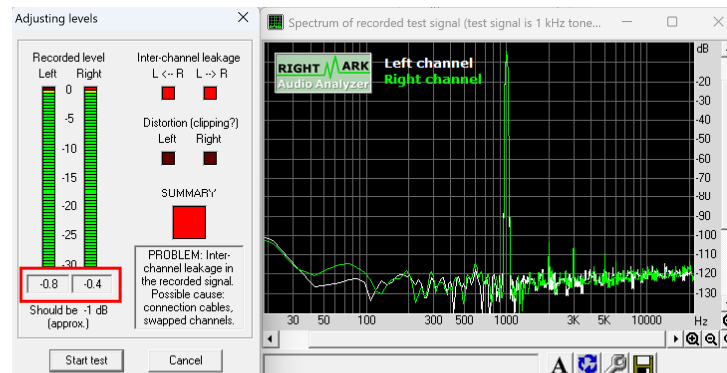 Adjusting levels
Recorded level
Left Right
0
-5
-10
-15
-20
-25
-30
-0.8 -0.4
Should be -1 dB
(approx.)
Inter-channel leakage
L <-- R L --> R
Distortion (clipping?)
Left Right
SUMMARY
PROBLEM: Inter-
channel leakage in
the recorded signal.
Possible cause:
connection cables,
swapped channels.
Start test Cancel
Spectrum of recorded test signal (test signal is 1 kHz tone...
RIGHT MARK
Audio Analyzer
Left channel
Right channel
dB
-20
-30
-40
-50
-60
-70
-80
-90
-100
-110
-120
-130
30 50 100 300 500 1000 3K 5K 10000 Hz
A